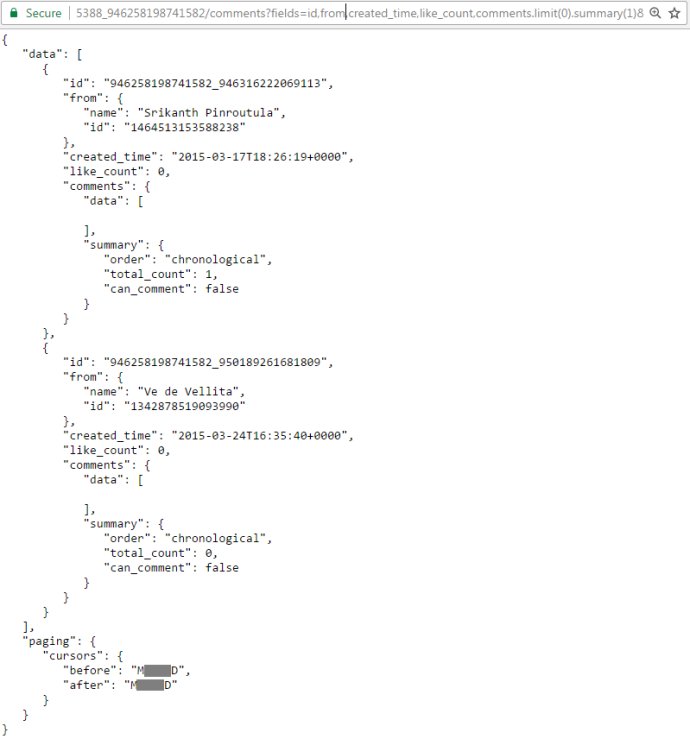 Secure 5388_946258198741582/comments?fields=id,from,created_time,like_count,comments.limit(0).summary(1)8
{
"data": [
{
"id": "946258198741582_946316222069113",
"from": {
"name": "Srikanth Pinroutula",
"id": "1464513153588238"
},
"created_time": "2015-03-17T18:26:19+0000",
"like_count": 0,
"comments": {
"data": [
],
"summary": {
"order": "chronological",
"total_count": 1,
"can_comment": false
}
}
},
{
"id": "946258198741582_950189261681809",
"from": {
"name": "Ve de Vellita",
"id": "1342878519093990"
},
"created_time": "2015-03-24T16:35:40+0000",
"like_count": 0,
"comments": {
"data": [
],
"summary": {
"order": "chronological",
"total_count": 0,
"can_comment": false
}
}
}
],
"paging": {
"cursors": {
"before": "M D",
"after": "M D"
}
}
}